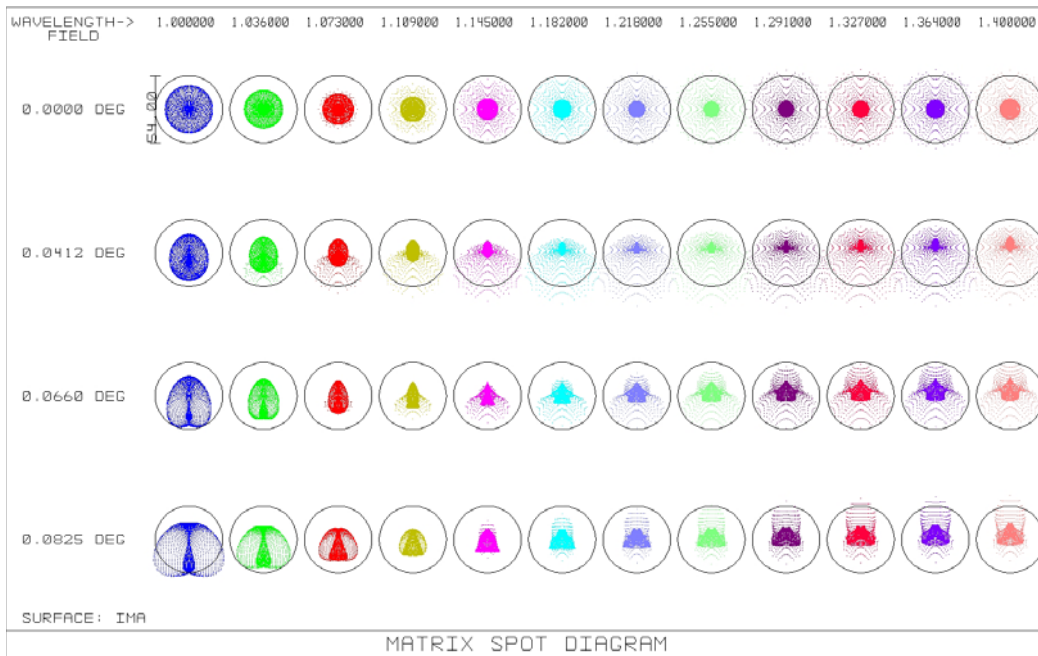 WAVELENGTH-> 1.000000 1.036000 1.073000 1.109000 1.145000 1.182000 1.218000 1.255000 1.291000 1.327000 1.364000 1.400000
FIELD
0.0000 DEG
54.00
0.0412 DEG
0.0660 DEG
0.0825 DEG
SURFACE: IMA
MATRIX SPOT DIAGRAM